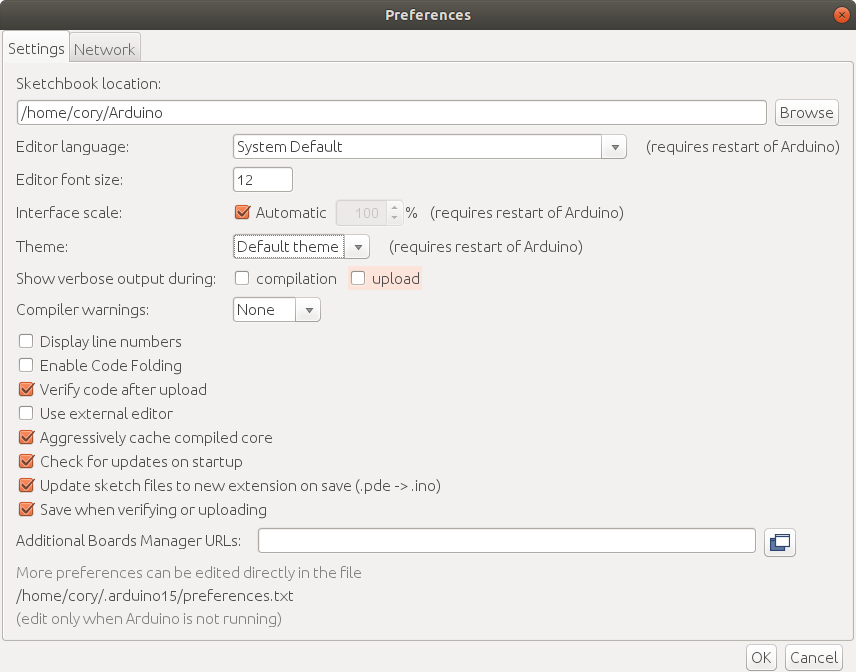 Preferences
Settings Network
Sketchbook location:
/home/cory/Arduino Browse
Editor language: System Default (requires restart of Arduino)
Editor font size: 12
Interface scale: Automatic 100 % (requires restart of Arduino)
Theme: Default theme (requires restart of Arduino)
Show verbose output during: compilation upload
Compiler warnings: None
Display line numbers
Enable Code Folding
Verify code after upload
Use external editor
Aggressively cache compiled core
Check for updates on startup
Update sketch files to new extension on save (.pde -> .ino)
Save when verifying or uploading
Additional Boards Manager URLs:
More preferences can be edited directly in the file
/home/cory/.arduino15/preferences.txt
(edit only when Arduino is not running)
OK Cancel